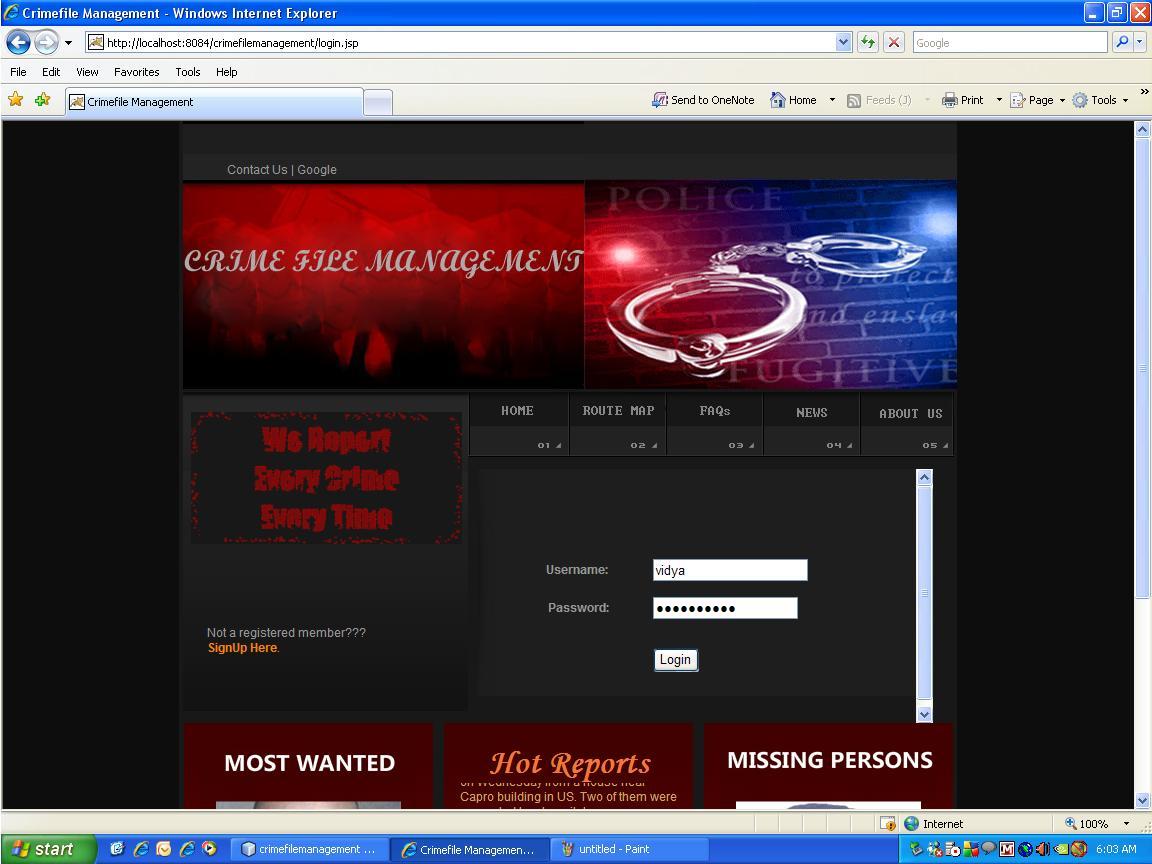 Crimefile Management - Windows Internet Explorer
http://localhost:8084/crimefilemanagement/login.jsp
Google
File Edit View Favorites Tools Help
Crimefile Management
Send to OneNote Home Feeds (J) Print Page Tools
Contact Us | Google
CRIME FILE MANAGEMENT
POLICE
to protect
nd ensla
FUGITIVE
HOME ROUTE MAP FAQs NEWS ABOUT US
01 02 03 04 05
We Report
Every Crime
Every Time
Username: vidya
Password: ●●●●●●●●●●
Login
Not a registered member???
SignUp Here.
MOST WANTED
Hot Reports
on Wednesday from a house near
Capro building in US. Two of them were
MISSING PERSONS
Internet 100%
start
crimefilemanagement ...
Crimefile Managemen...
untitled - Paint
6:03 AM